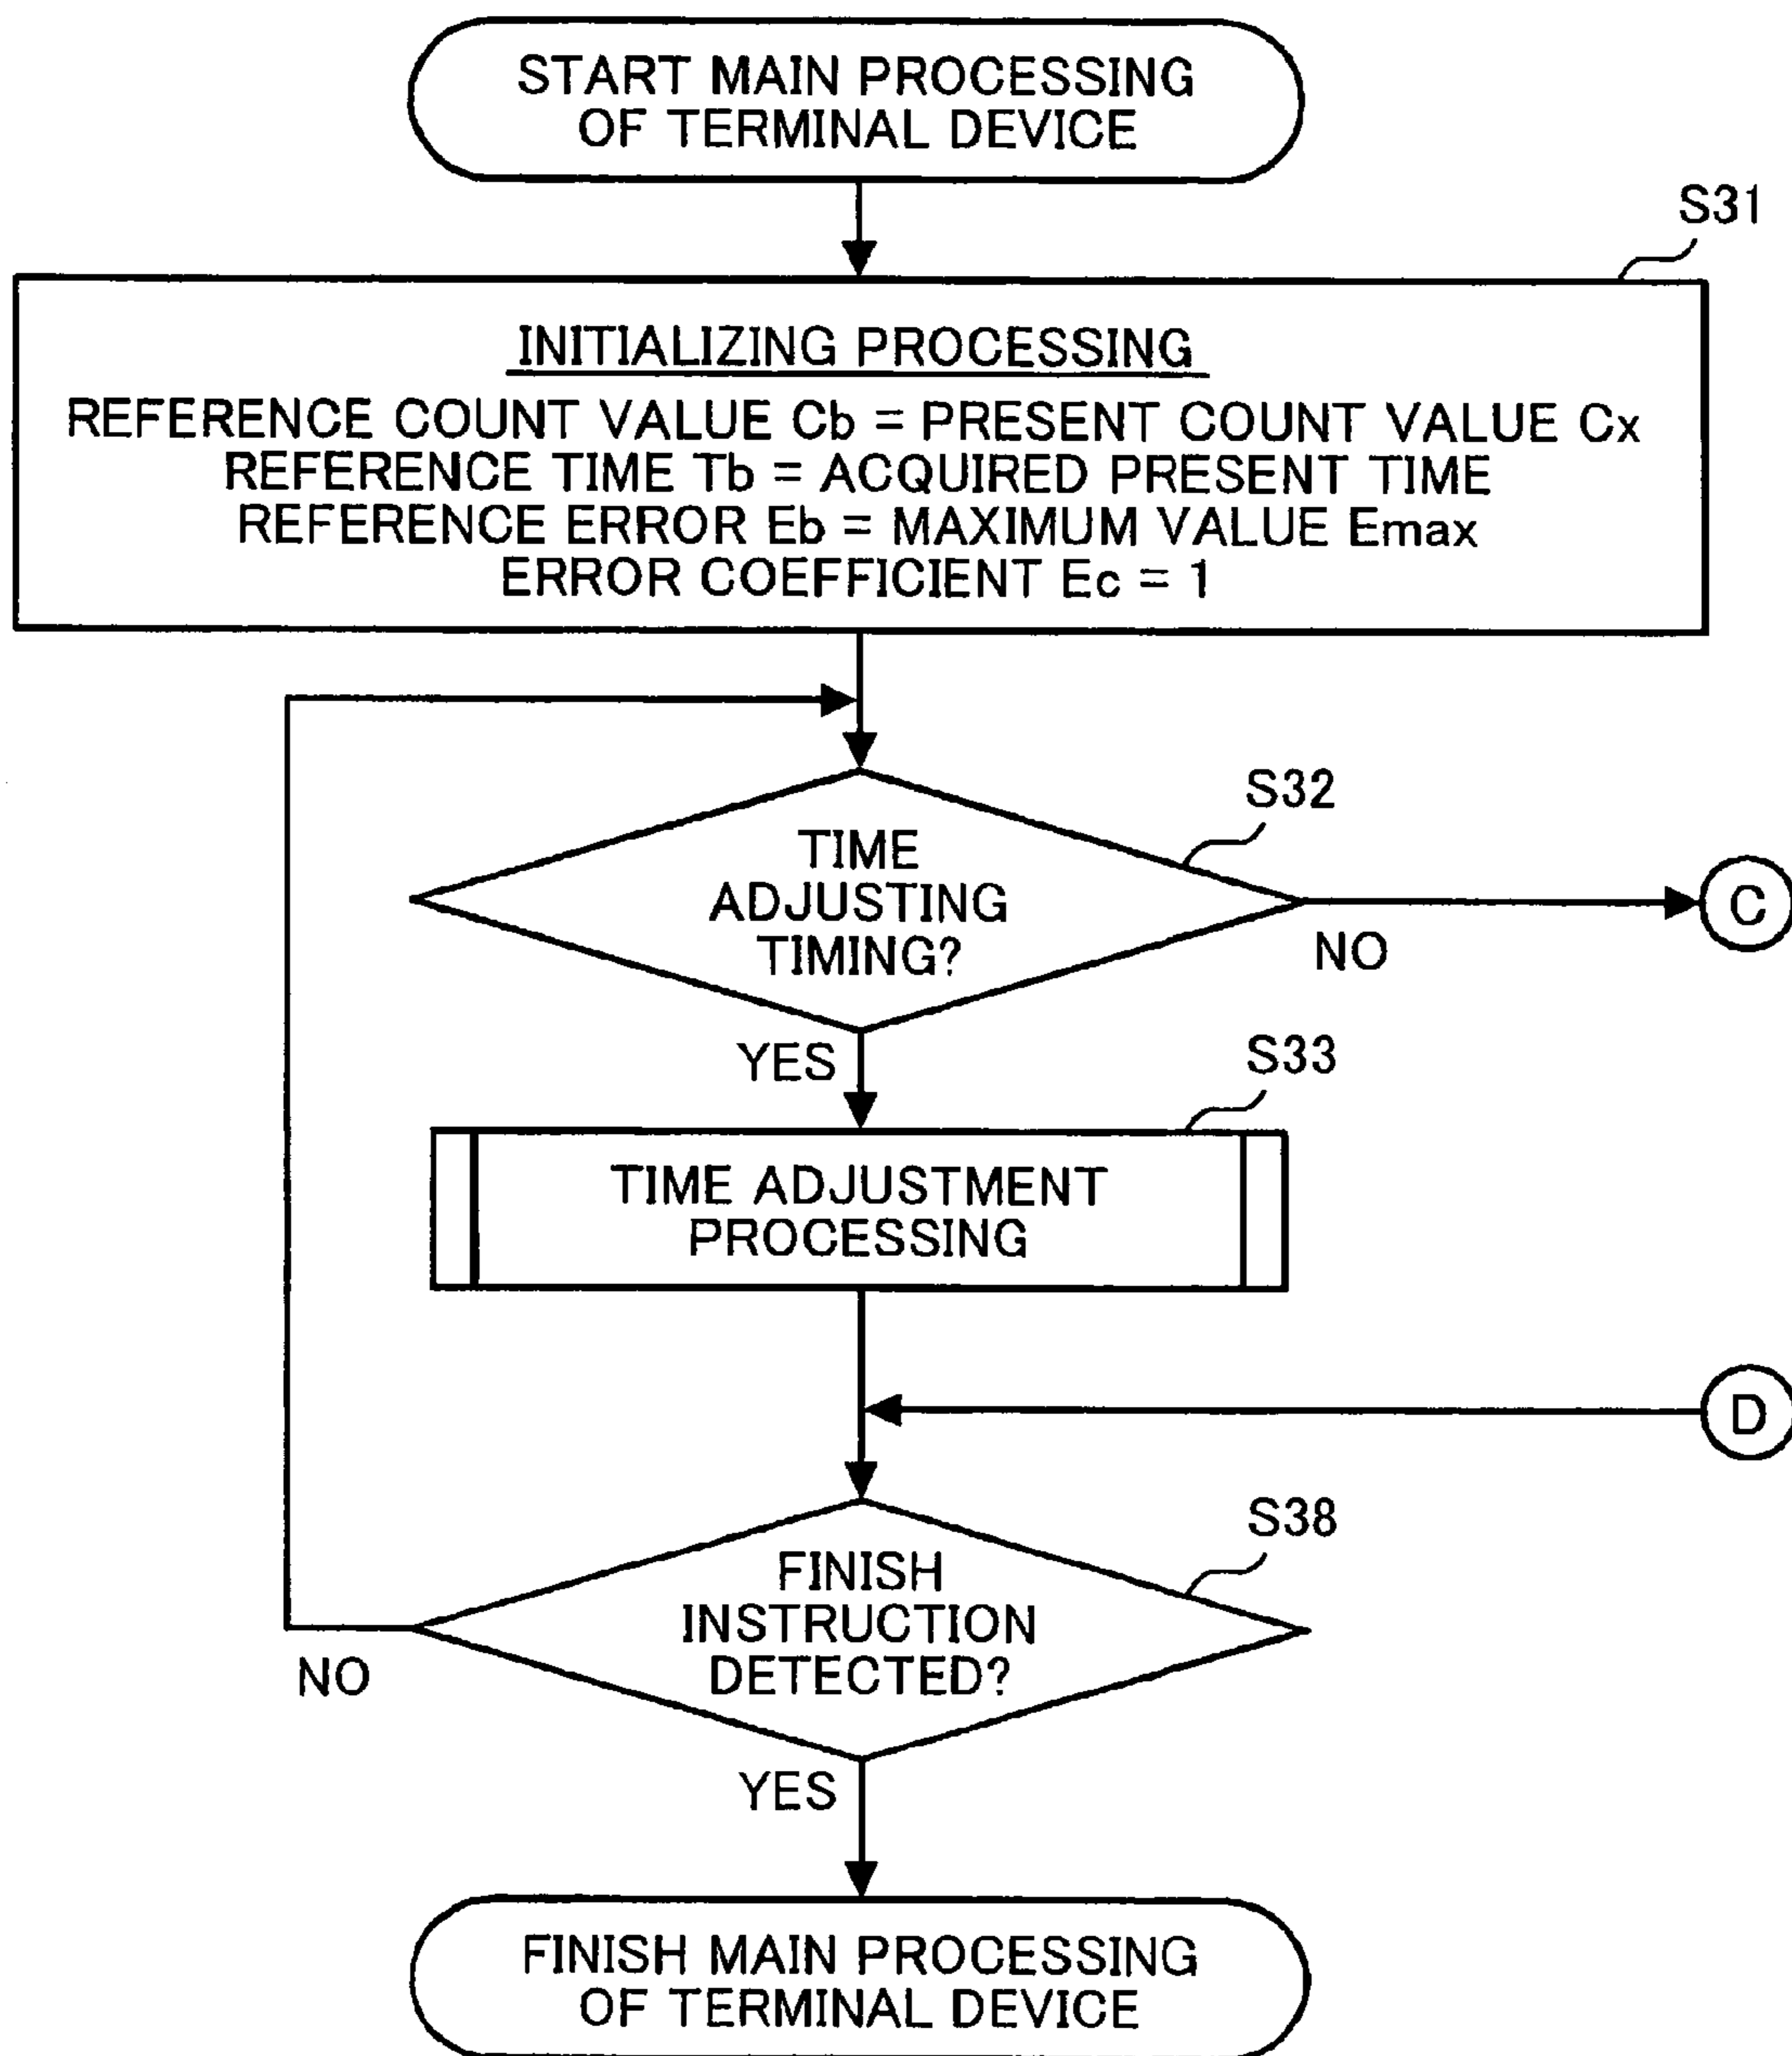 START MAIN PROCESSING
OF TERMINAL DEVICE
S31
INITIALIZING PROCESSING
REFERENCE COUNT VALUE Cb = PRESENT COUNT VALUE Cx
REFERENCE TIME Tb = ACQUIRED PRESENT TIME
REFERENCE ERROR Eb = MAXIMUM VALUE Emax
ERROR COEFFICIENT Ec = 1
S32
TIME
ADJUSTING
TIMING?
C
NO
YES
S33
TIME ADJUSTMENT
PROCESSING
D
S38
FINISH
INSTRUCTION
DETECTED?
NO
YES
FINISH MAIN PROCESSING
OF TERMINAL DEVICE